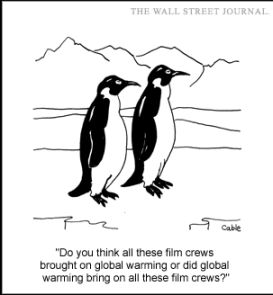 THE WALL STREET JOURNAL.
Cable
"Do you think all these film crews
brought on global warming or did global
warming bring on all these film crews?"